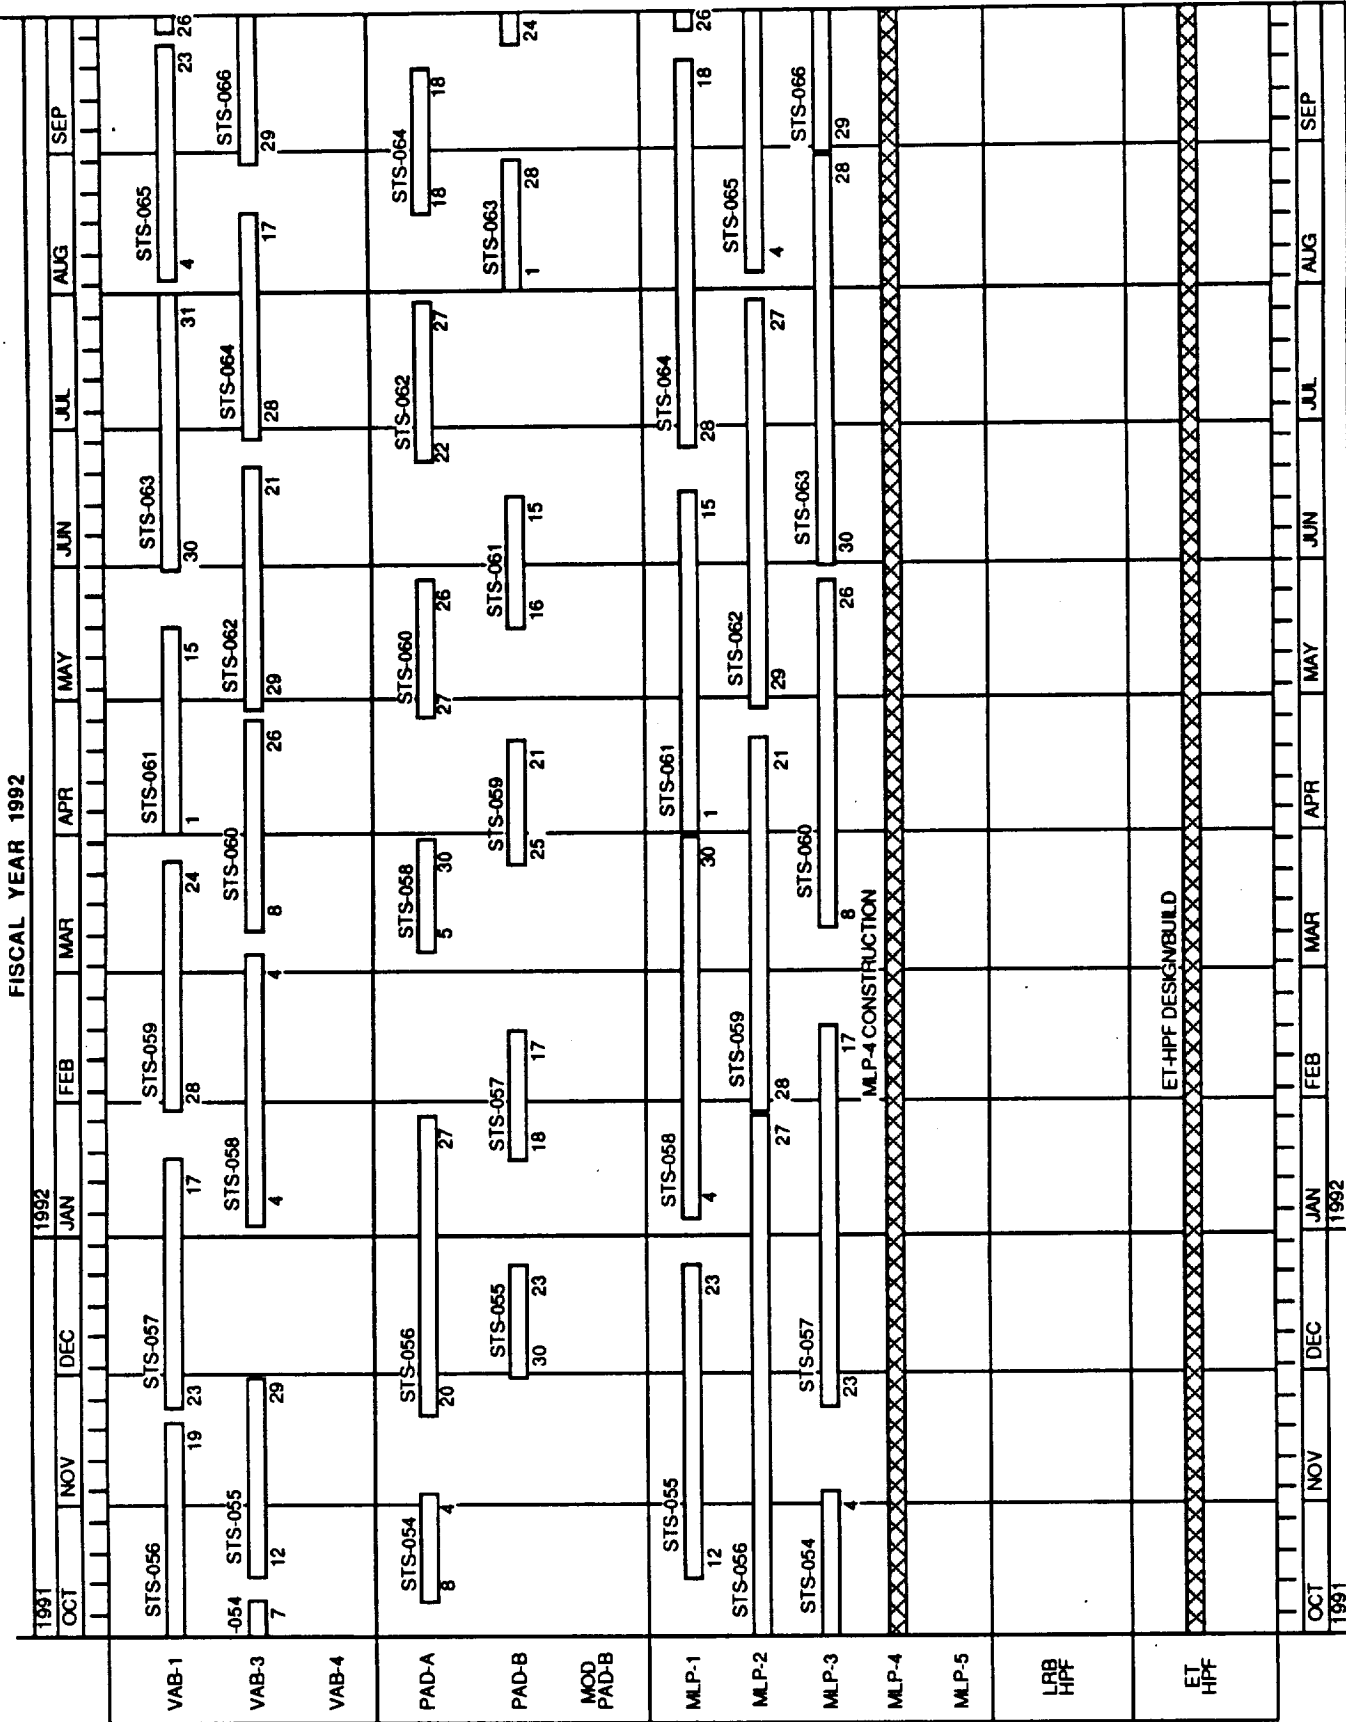 FISCAL YEAR 1992
1991 1992
OCT NOV DEC JAN FEB MAR APR MAY JUN JUL AUG SEP
VAB-1
STS-056 STS-057 STS-059 STS-061 STS-063 STS-065
19 23 17 28 24 1 15 30 31 4 23 26
VAB-3
-054 STS-055 STS-058 STS-060 STS-062 STS-064 STS-066
7 12 29 4 4 8 26 29 21 28 17 29
VAB-4
PAD-A
STS-054 STS-056 STS-058 STS-060 STS-062 STS-064
8 4 20 27 5 30 27 26 22 27 18 18
PAD-B
STS-055 STS-057 STS-059 STS-061 STS-063
30 23 18 17 25 21 16 15 1 28 24
MOD
PAD-B
MLP-1
STS-055 STS-058 STS-061 STS-064
12 23 4 30 1 15 28 18 26
MLP-2
STS-056 STS-059 STS-062 STS-065
27 28 21 29 27 4
MLP-3
STS-054 STS-057 STS-060 STS-063 STS-066
4 23 17 8 26 30 28 29
MLP-4
MLP-4 CONSTRUCTION
MLP-5
LRB
HPF
ET
HPF
ET-HPF DESIGN/BUILD
OCT NOV DEC JAN FEB MAR APR MAY JUN JUL AUG SEP
1991 1992